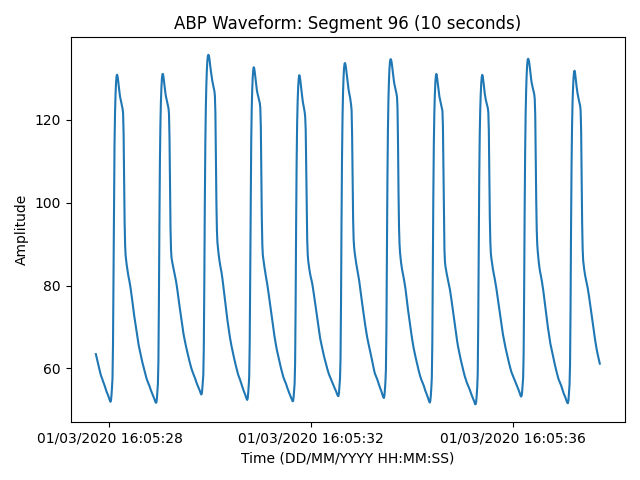 ABP Waveform: Segment 96 (10 seconds)
Amplitude
120
100
80
60
01/03/2020 16:05:28 01/03/2020 16:05:32 01/03/2020 16:05:36
Time (DD/MM/YYYY HH:MM:SS)